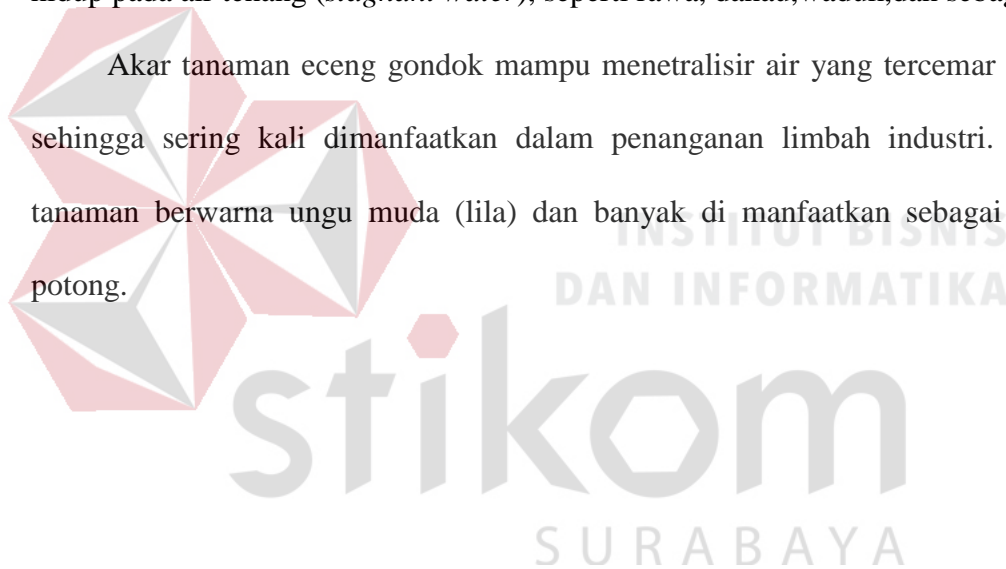 hidup pada air tenang (stagnant water), seperti rawa, danau,waduk,dan sebag
Akar tanaman eceng gondok mampu menetralisir air yang tercemar
sehingga sering kali dimanfaatkan dalam penanganan limbah industri.
tanaman berwarna ungu muda (lila) dan banyak di manfaatkan sebagai
potong.
INSTITUT BISNIS
DAN INFORMATIKA
stikom
SURABAYA